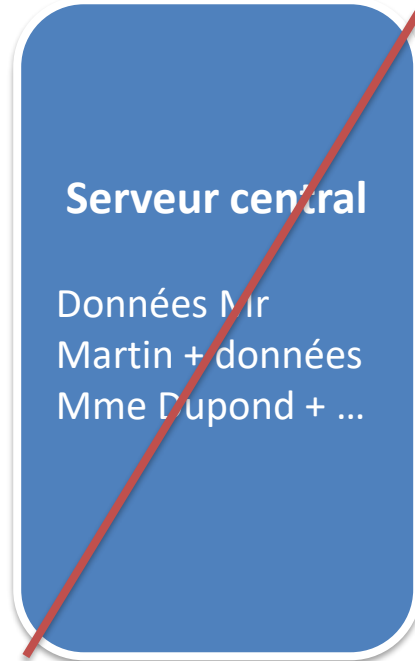 Serveur central
Données Mr
Martin + données
Mme Dupond + …